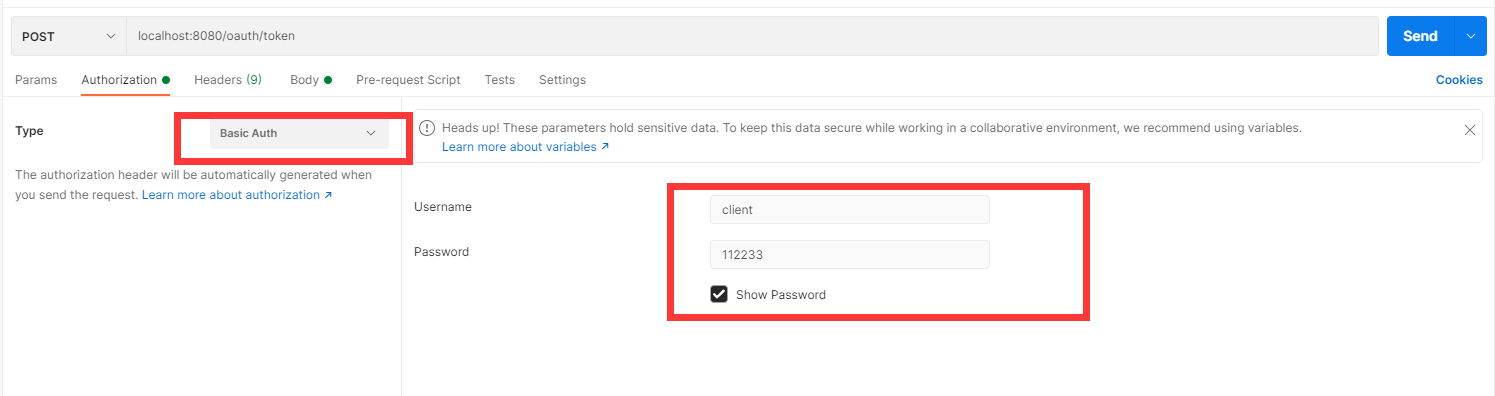 POST localhost:8080/oauth/token Send
Params Authorization Headers (9) Body Pre-request Script Tests Settings Cookies
Type Basic Auth
The authorization header will be automatically generated when
you send the request. Learn more about authorization ↗
Heads up! These parameters hold sensitive data. To keep this data secure while working in a collaborative environment, we recommend using variables.
Learn more about variables ↗
Username client
Password 112233
Show Password